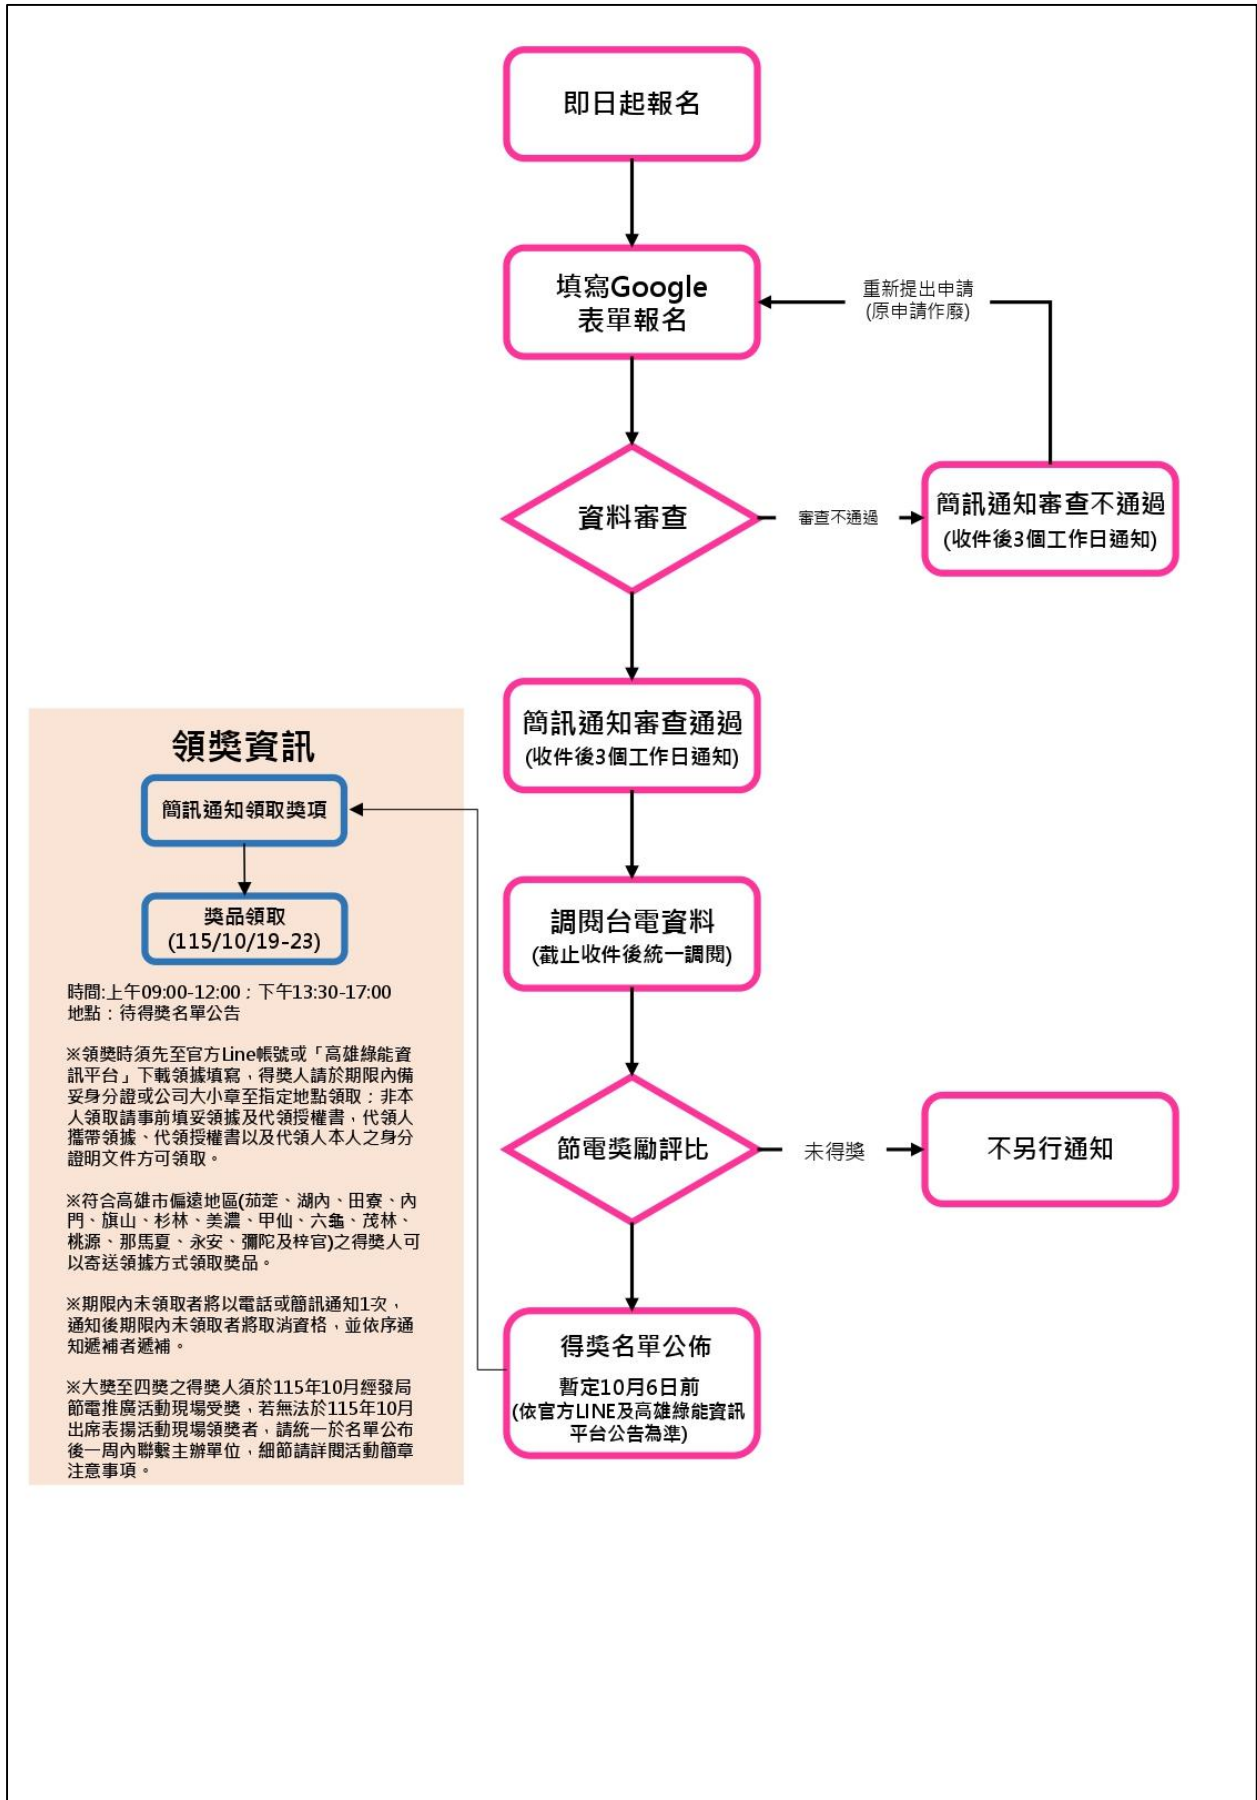 即日起報名
填寫Google
表單報名
重新提出申請
(原申請作廢)
資料審查
審查不通過
簡訊通知審查不通過
(收件後3個工作日通知)
簡訊通知審查通過
(收件後3個工作日通知)
調閱台電資料
(截止收件後統一調閱)
節電獎勵評比
未得獎
不另行通知
得獎名單公佈
暫定10月6日前
(依官方LINE及高雄綠能資訊
平台公告為準)
領獎資訊
簡訊通知領取獎項
獎品領取
(115/10/19-23)
時間:上午09:00-12:00；下午13:30-17:00
地點：待得獎名單公告
※領獎時須先至官方Line帳號或「高雄綠能資
訊平台」下載領據填寫，得獎人請於期限內備
妥身分證或公司大小章至指定地點領取；非本
人領取請事前填妥領據及代領授權書，代領人
攜帶領據、代領授權書以及代領人本人之身分
證明文件方可領取。
※符合高雄市偏遠地區(茄萣、湖內、田寮、內
門、旗山、杉林、美濃、甲仙、六龜、茂林、
桃源、那馬夏、永安、彌陀及梓官)之得獎人可
以寄送領據方式領取獎品。
※期限內未領取者將以電話或簡訊通知1次，
通知後期限內未領取者將取消資格，並依序通
知遞補者遞補。
※大獎至四獎之得獎人須於115年10月經發局
節電推廣活動現場受獎，若無法於115年10月
出席表揚活動現場領獎者，請統一於名單公布
後一周內聯繫主辦單位，細節請詳閱活動簡章
注意事項。